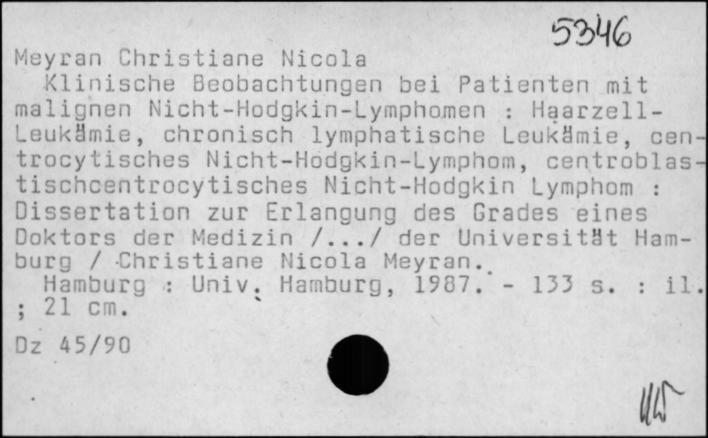 5346
Meyran Christiane Nicola
Klinische Beobachtungen bei Patienten mit
malignen Nicht-Hodgkin-Lymphomen : Haarzell-
Leukämie, chronisch lymphatische Leukämie, cen-
trocytisches Nicht-Hodgkin-Lymphom, centroblas-
tischcentrocytisches Nicht-Hodgkin Lymphom :
Dissertation zur Erlangung des Grades eines
Doktors der Medizin /.../ der Universität Ham-
burg / Christiane Nicola Meyran.
Hamburg : Univ. Hamburg, 1987. - 133 s. : il.
; 21 cm.
Dz 45/90